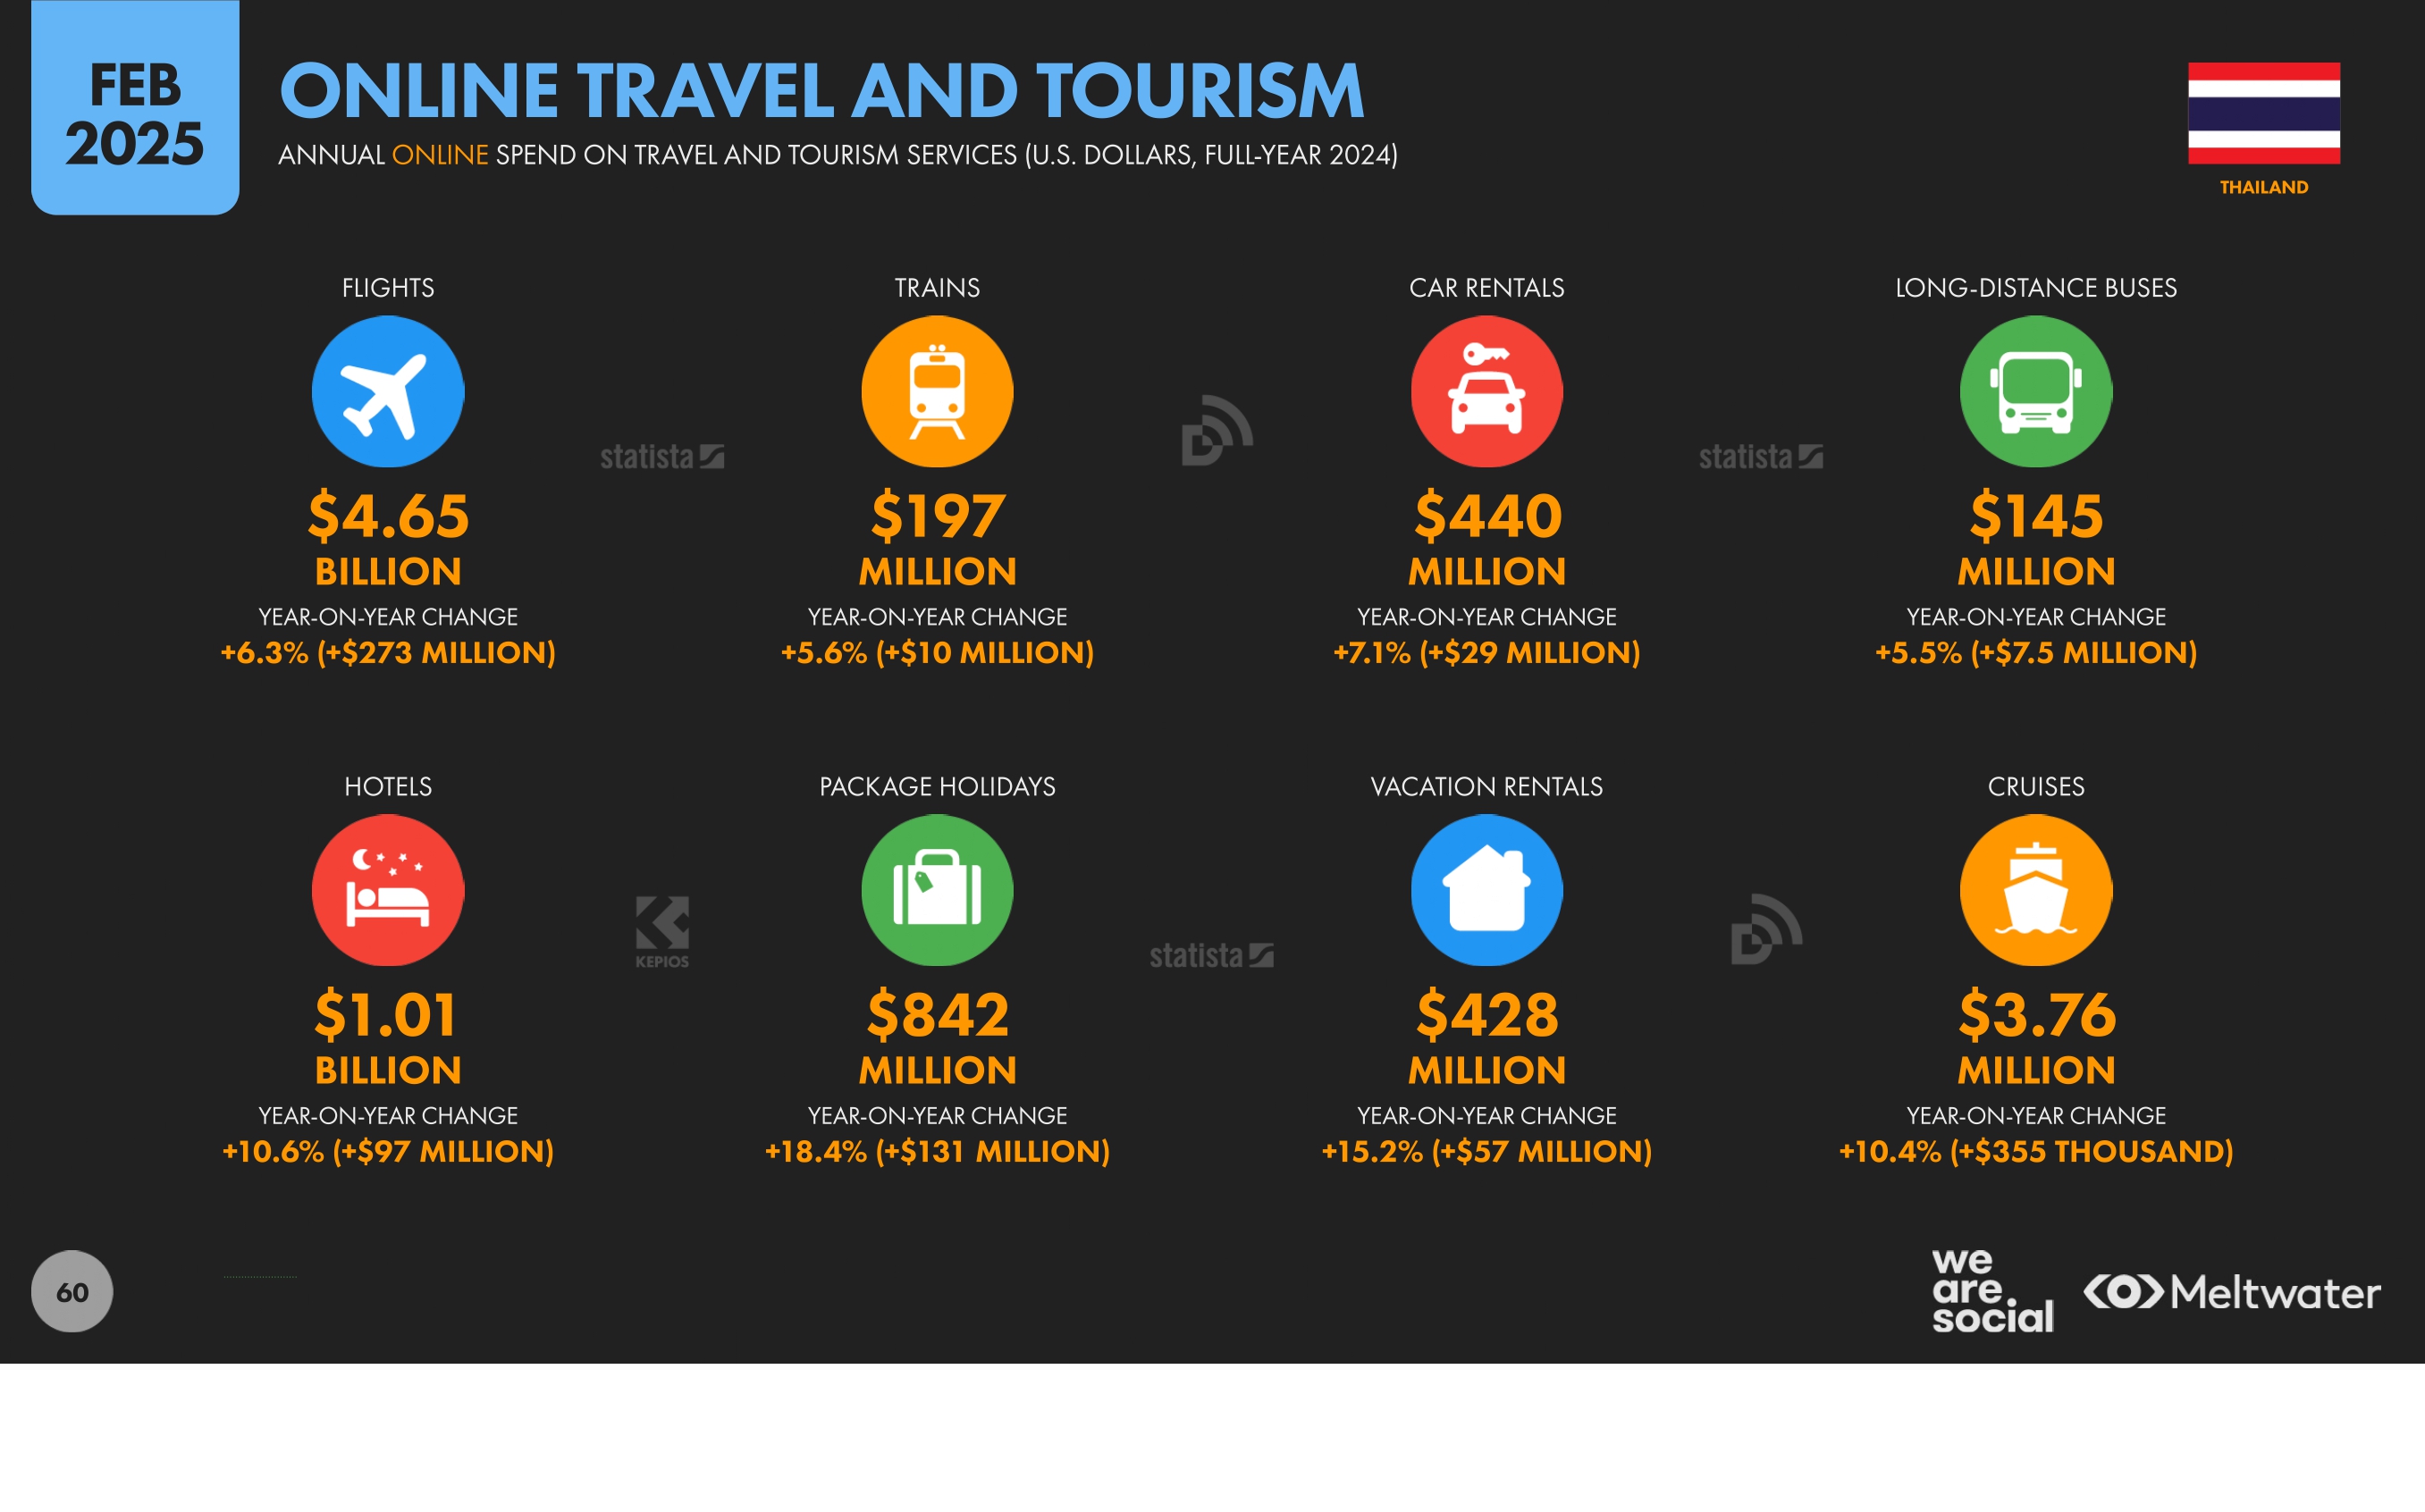 FEB
2025
ONLINE TRAVEL AND TOURISM
ANNUAL ONLINE SPEND ON TRAVEL AND TOURISM SERVICES (U.S. DOLLARS, FULL-YEAR 2024)
THAILAND
FLIGHTS
$4.65
BILLION
YEAR-ON-YEAR CHANGE
+6.3% (+$273 MILLION)
statista
TRAINS
$197
MILLION
YEAR-ON-YEAR CHANGE
+5.6% (+$10 MILLION)
CAR RENTALS
$440
MILLION
YEAR-ON-YEAR CHANGE
+7.1% (+$29 MILLION)
statista
LONG-DISTANCE BUSES
$145
MILLION
YEAR-ON-YEAR CHANGE
+5.5% (+$7.5 MILLION)
HOTELS
$1.01
BILLION
YEAR-ON-YEAR CHANGE
+10.6% (+$97 MILLION)
KEPIOS
PACKAGE HOLIDAYS
$842
MILLION
YEAR-ON-YEAR CHANGE
+18.4% (+$131 MILLION)
statista
VACATION RENTALS
$428
MILLION
YEAR-ON-YEAR CHANGE
+15.2% (+$57 MILLION)
CRUISES
$3.76
MILLION
YEAR-ON-YEAR CHANGE
+10.4% (+$355 THOUSAND)
60
we
are
social
Meltwater